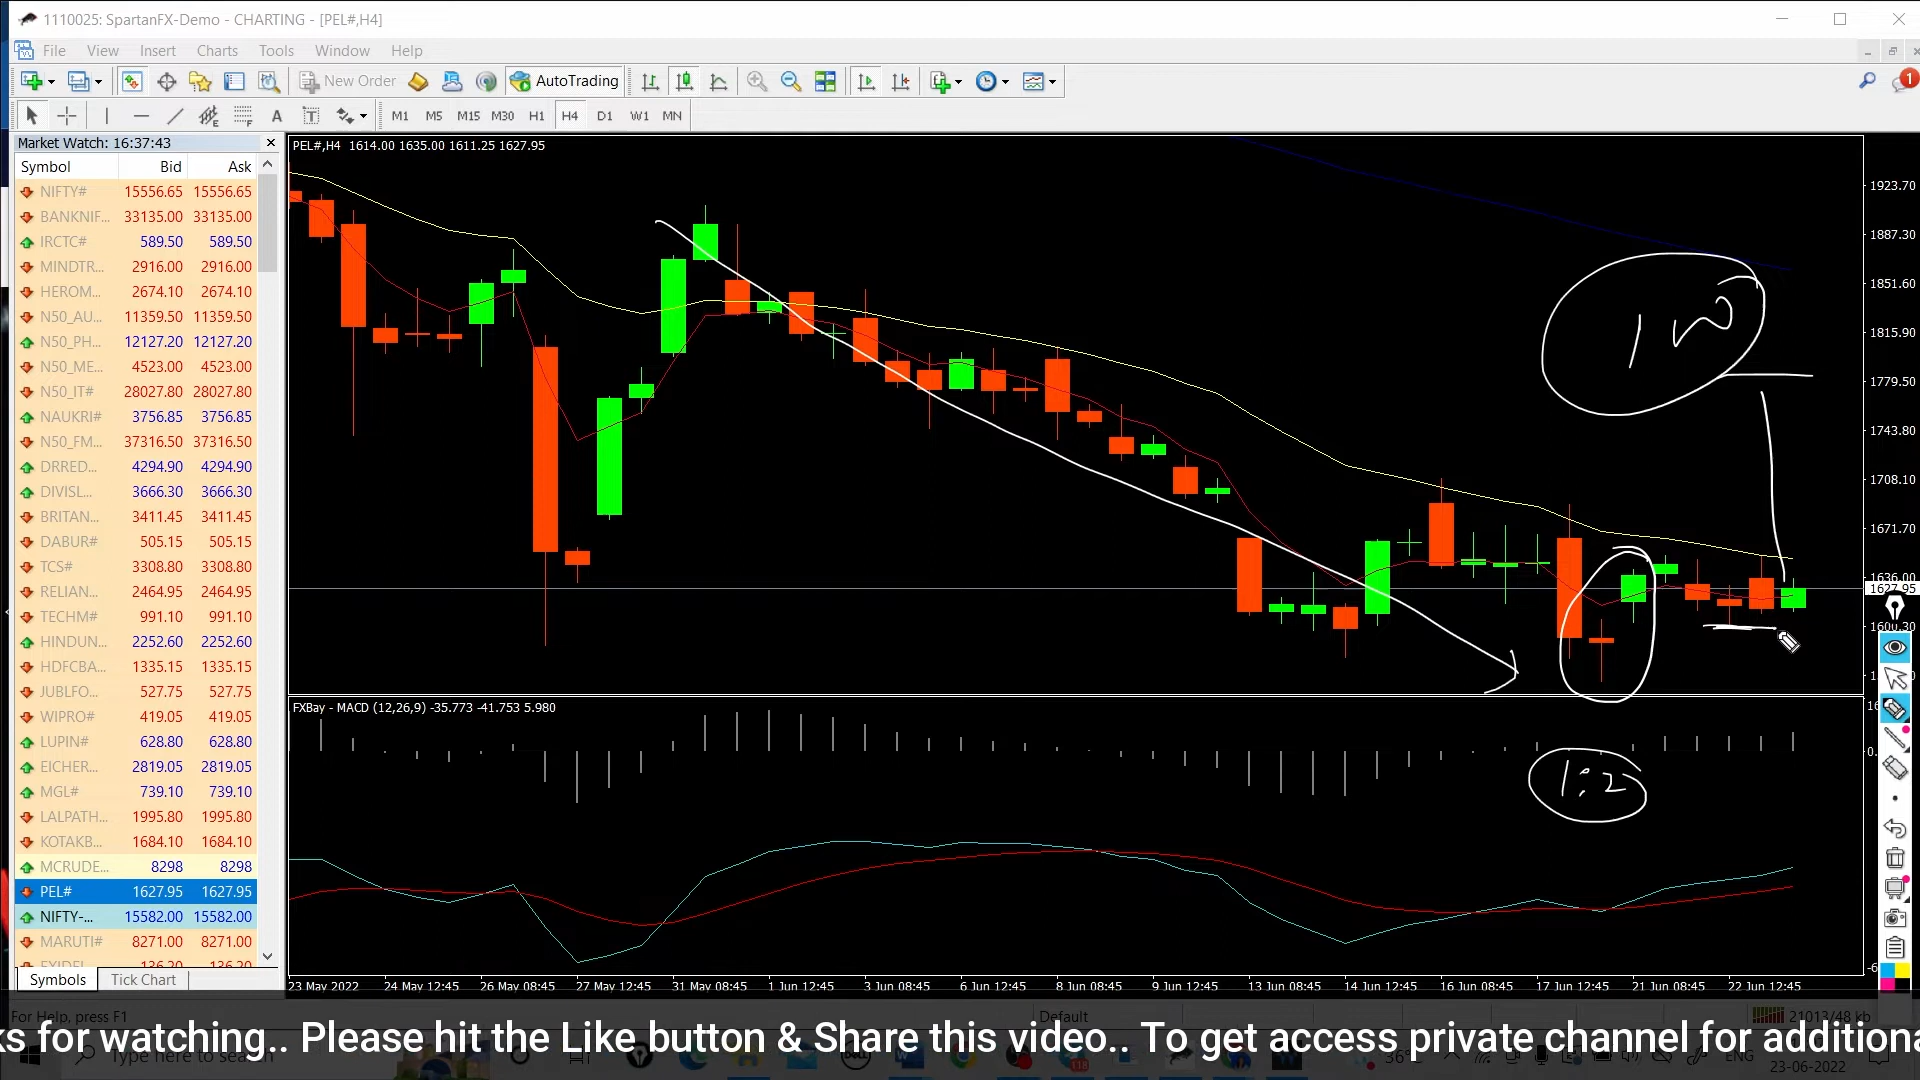 1110025: SpartanFX-Demo - CHARTING - [PEL#,H4]
File View Insert Charts Tools Window Help
New Order AutoTrading
1
A T M1 M5 M15 M30 H1 H4 D1 W1 MN
Market Watch: 16:37:43
Symbol Bid Ask
NIFTY# 15556.65 15556.65
BANKNIF... 33135.00 33135.00
IRCTC# 589.50 589.50
MINDTR... 2916.00 2916.00
HEROM... 2674.10 2674.10
N50_AU... 11359.50 11359.50
N50_PH... 12127.20 12127.20
N50_ME... 4523.00 4523.00
N50_IT# 28027.80 28027.80
NAUKRI# 3756.85 3756.85
N50_FM... 37316.50 37316.50
DRRED... 4294.90 4294.90
DIVISL... 3666.30 3666.30
BRITAN... 3411.45 3411.45
DABUR# 505.15 505.15
TCS# 3308.80 3308.80
RELIAN... 2464.95 2464.95
TECHM# 991.10 991.10
HINDUN... 2252.60 2252.60
HDFCBA... 1335.15 1335.15
JUBLFO... 527.75 527.75
WIPRO# 419.05 419.05
LUPIN# 628.80 628.80
EICHER... 2819.05 2819.05
MGL# 739.10 739.10
LALPATH... 1995.80 1995.80
KOTAKB... 1684.10 1684.10
MCRUDE... 8298 8298
PEL# 1627.95 1627.95
NIFTY-... 15582.00 15582.00
MARUTI# 8271.00 8271.00
Symbols Tick Chart
PEL#,H4 1614.00 1635.00 1611.25 1627.95
1923.70
1887.30
1851.60
1815.90
1779.50
1743.80
1708.10
1671.70
1636.00
1627.95
1600.30
FXBay - MACD (12,26,9) -35.773 -41.753 5.980
1:2
23 May 2022 24 May 12:45 26 May 08:45 27 May 12:45 31 May 08:45 1 Jun 12:45 3 Jun 08:45 6 Jun 12:45 8 Jun 08:45 9 Jun 12:45 13 Jun 08:45 14 Jun 12:45 16 Jun 08:45 17 Jun 12:45 21 Jun 08:45 22 Jun 12:45
For Help, press F1 Default 21013/48 kb
ks for watching.. Please hit the Like button & Share this video.. To get access private channel for additiona
Type here to search 36° ENG
23-06-2022